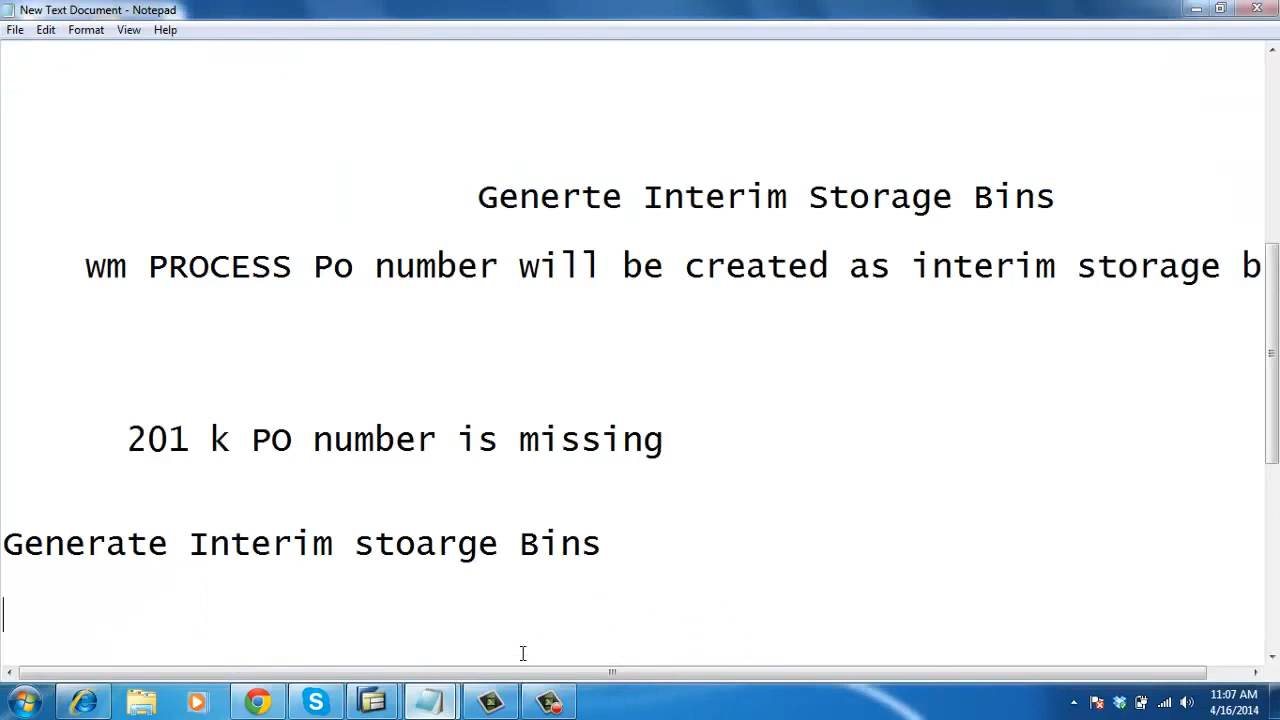 New Text Document - Notepad
File Edit Format View Help
Generte Interim Storage Bins
wm PROCESS Po number will be created as interim storage b
201 k PO number is missing
Generate Interim stoarge Bins
11:07 AM
4/16/2014